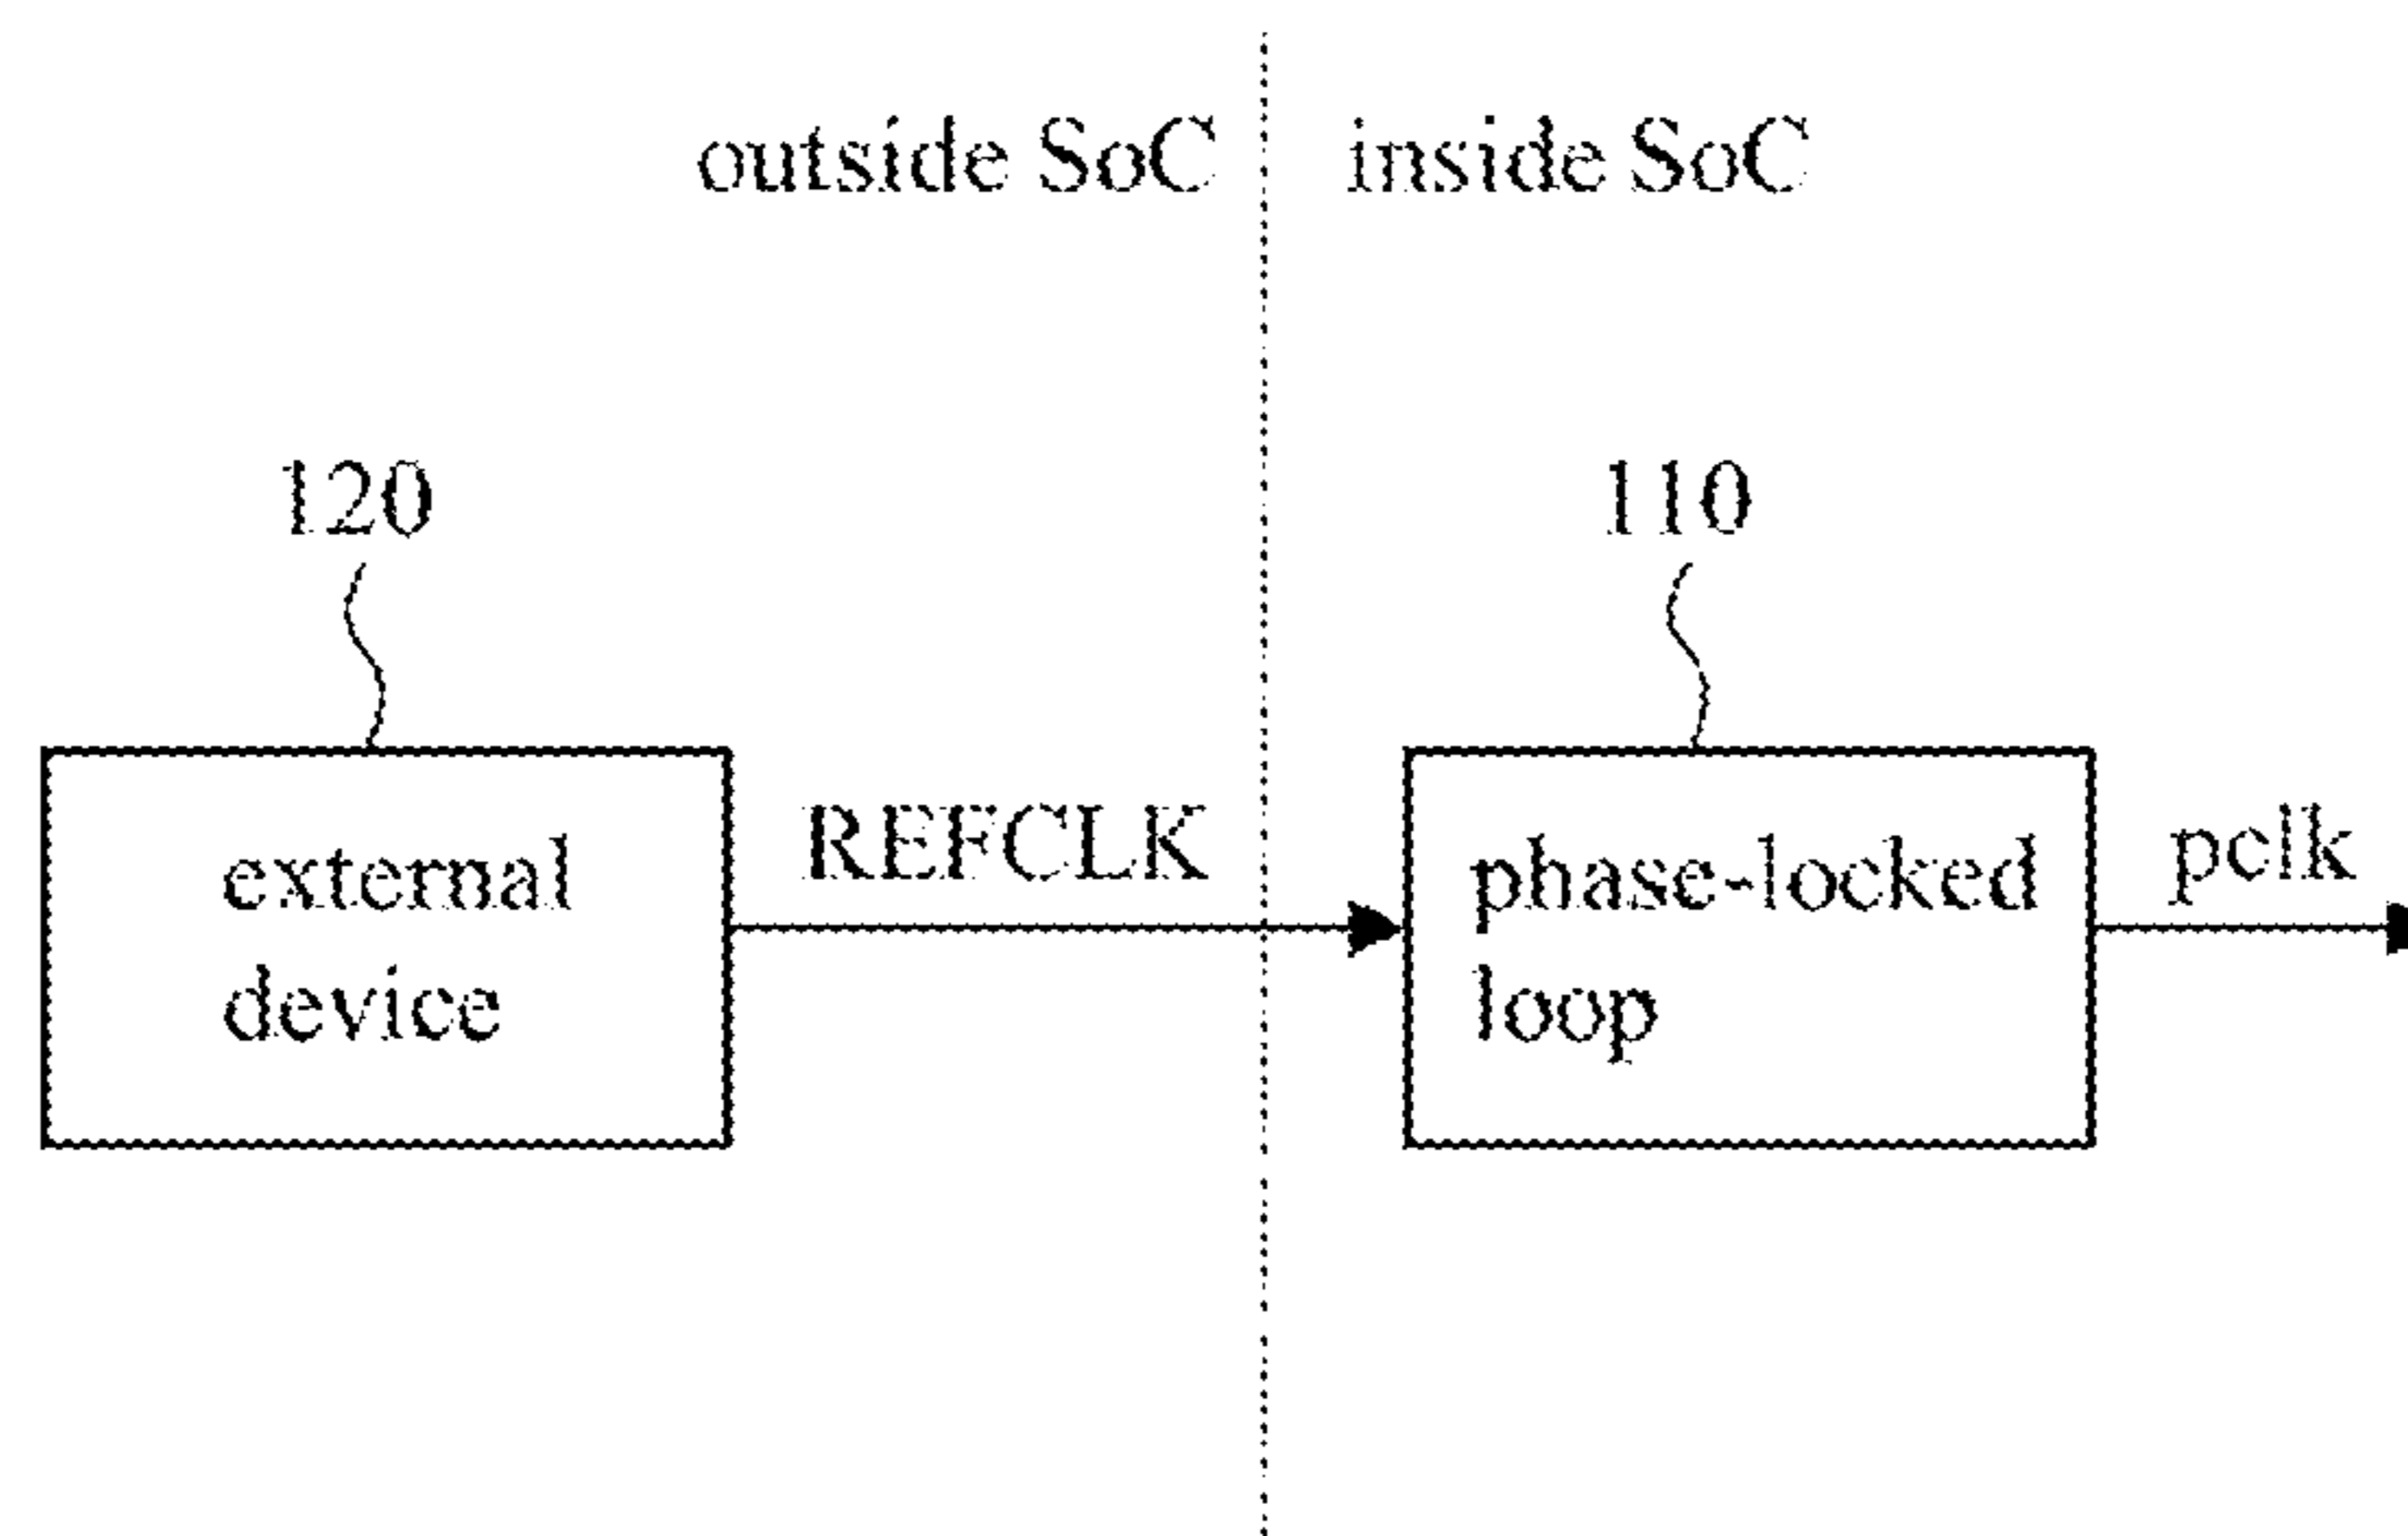 outside SoC
inside SoC
120
110
REFCLK
pclk
external
device
phase-locked
loop